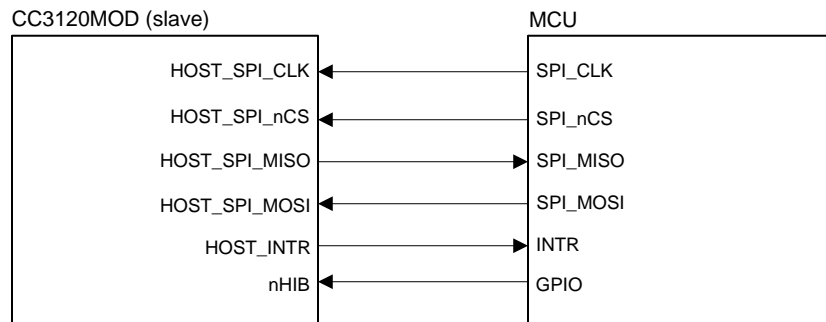 CC3120MOD (slave) MCU
HOST_SPI_CLK SPI_CLK
HOST_SPI_nCS SPI_nCS
HOST_SPI_MISO SPI_MISO
HOST_SPI_MOSI SPI_MOSI
HOST_INTR INTR
nHIB GPIO